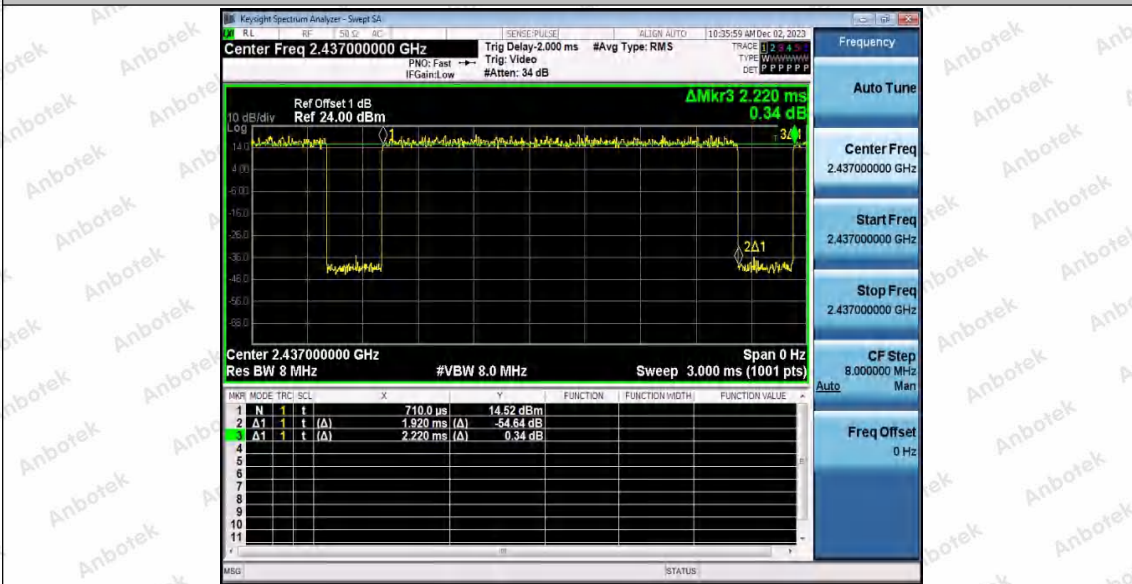 Keysight Spectrum Analyzer - Swept SA
RL RF 50 Ω AC SENSE:PULSE ALIGN AUTO 10:35:59 AM Dec 02, 2023
Center Freq 2.437000000 GHz Trig Delay-2.000 ms #Avg Type: RMS TRACE 1 2 3 4 5 6
PNO: Fast Trig: Video TYPE WWWWWW
IFGain:Low #Atten: 34 dB DET P P P P P P
Frequency
ΔMkr3 2.220 ms
0.34 dB
Ref Offset 1 dB
10 dB/div Ref 24.00 dBm
Log
14.0
4.00
-6.00
-16.0
-26.0
-36.0
-46.0
-56.0
-66.0
1
3Δ1
2Δ1
Center 2.437000000 GHz Span 0 Hz
Res BW 8 MHz #VBW 8.0 MHz Sweep 3.000 ms (1001 pts)
MKR MODE TRC SCL X Y FUNCTION FUNCTION WIDTH FUNCTION VALUE
1 N 1 t 710.0 µs 14.52 dBm
2 Δ1 1 t (Δ) 1.920 ms (Δ) -54.64 dB
3 Δ1 1 t (Δ) 2.220 ms (Δ) 0.34 dB
4
5
6
7
8
9
10
11
MSG STATUS
Auto Tune
Center Freq
2.437000000 GHz
Start Freq
2.437000000 GHz
Stop Freq
2.437000000 GHz
CF Step
8.000000 MHz
Auto Man
Freq Offset
0 Hz
Anbotek